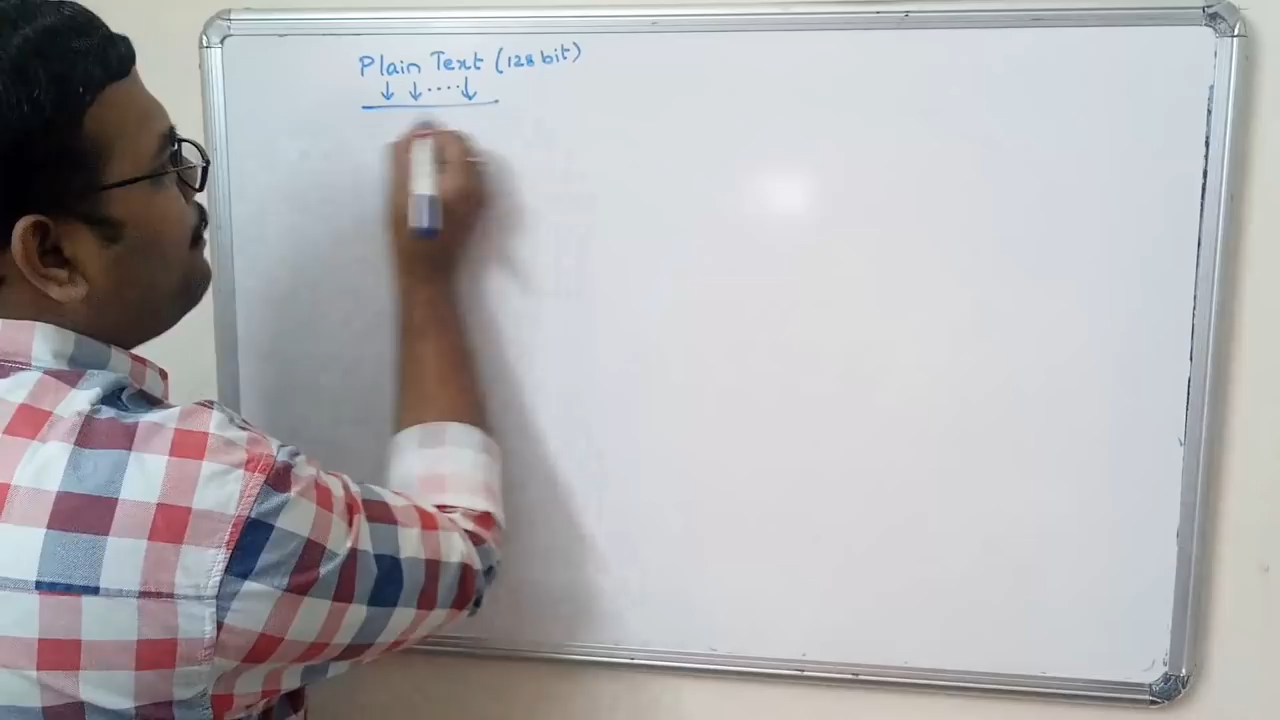 Plain Text (128 bit)
↓ ↓ .... ↓